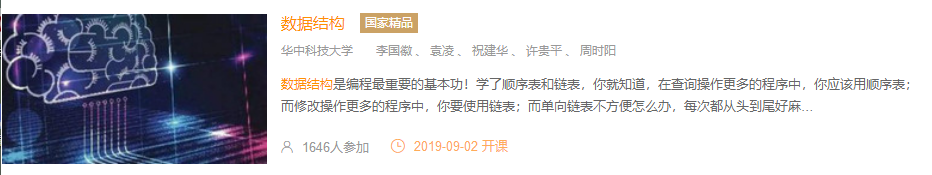 数据结构 国家精品
华中科技大学 李国徽 、 袁凌 、 祝建华 、 许贵平 、 周时阳
数据结构是编程最重要的基本功！学了顺序表和链表，你就知道，在查询操作更多的程序中，你应该用顺序表；
而修改操作更多的程序中，你要使用链表；而单向链表不方便怎么办，每次都从头到尾好麻...
1646人参加 2019-09-02 开课